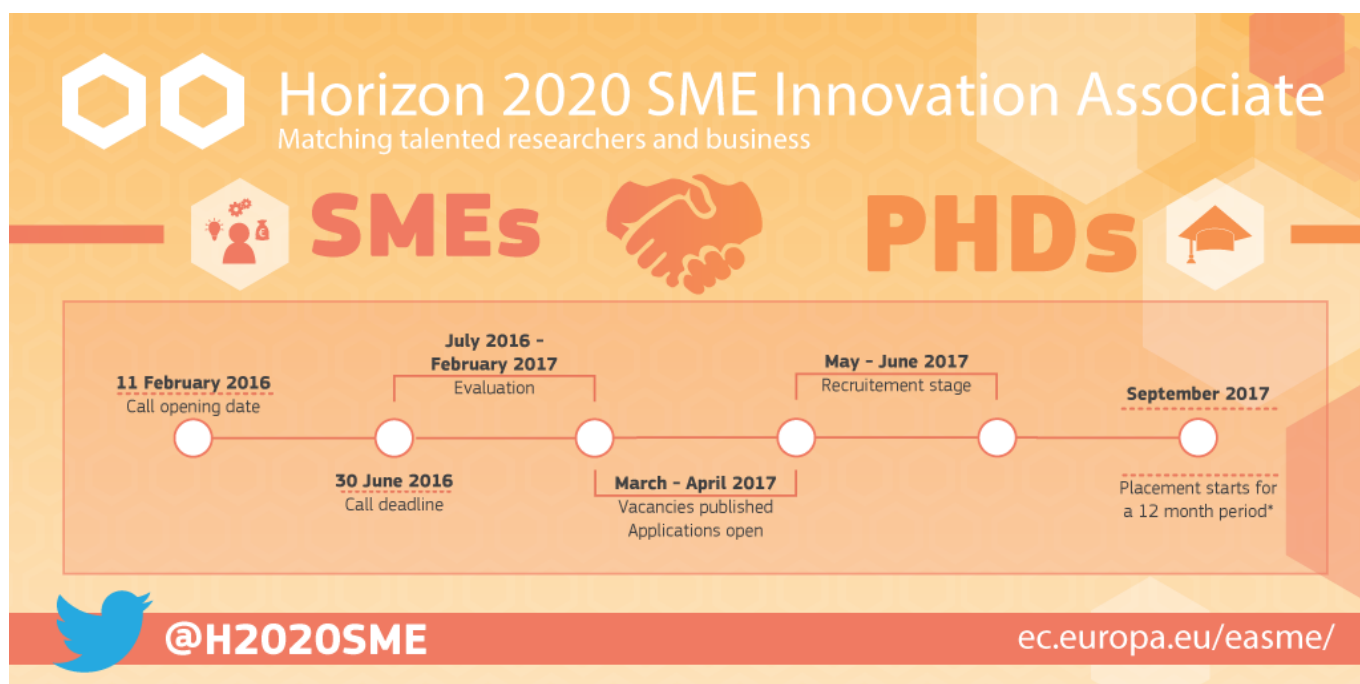 Horizon 2020 SME Innovation Associate
Matching talented researchers and business
SMEs
PHDs
11 February 2016
Call opening date
30 June 2016
Call deadline
July 2016 -
February 2017
Evaluation
March - April 2017
Vacancies published
Applications open
May - June 2017
Recruitement stage
September 2017
Placement starts for
a 12 month period*
@H2020SME
ec.europa.eu/easme/